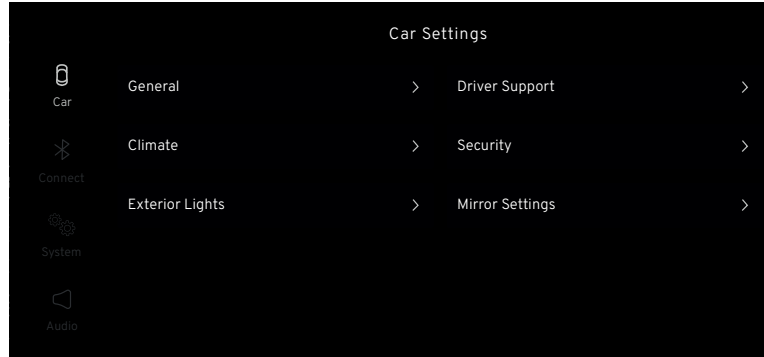 Car Settings
Car
General
Driver Support
Connect
Climate
Security
Exterior Lights
Mirror Settings
System
Audio